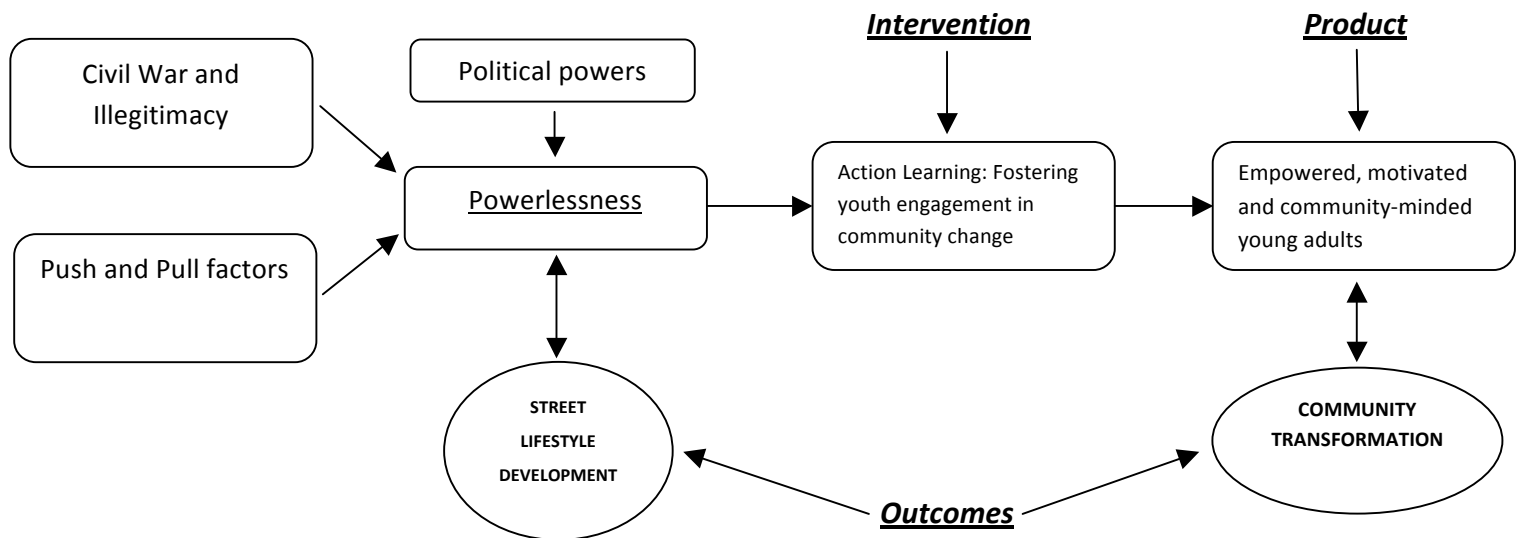 Intervention
Product
Civil War and
Illegitimacy
Political powers
Powerlessness
Push and Pull factors
Action Learning: Fostering
youth engagement in
community change
Empowered, motivated
and community-minded
young adults
STREET
LIFESTYLE
DEVELOPMENT
COMMUNITY
TRANSFORMATION
Outcomes